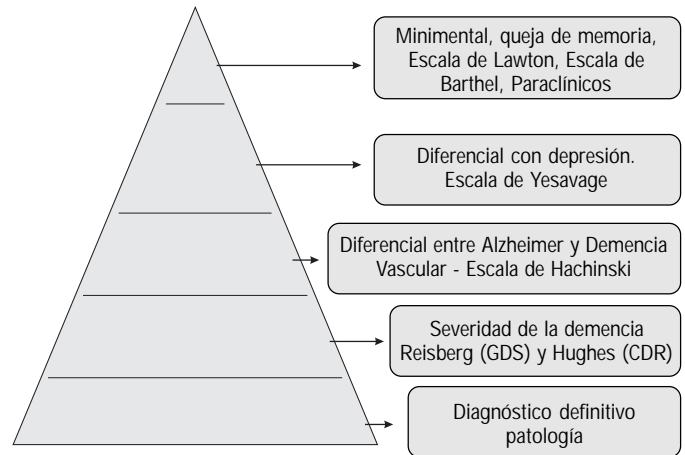 Minimental, queja de memoria,
Escala de Lawton, Escala de
Barthel, Paraclínicos
Diferencial con depresión.
Escala de Yesavage
Diferencial entre Alzheimer y Demencia
Vascular - Escala de Hachinski
Severidad de la demencia
Reisberg (GDS) y Hughes (CDR)
Diagnóstico definitivo
patología